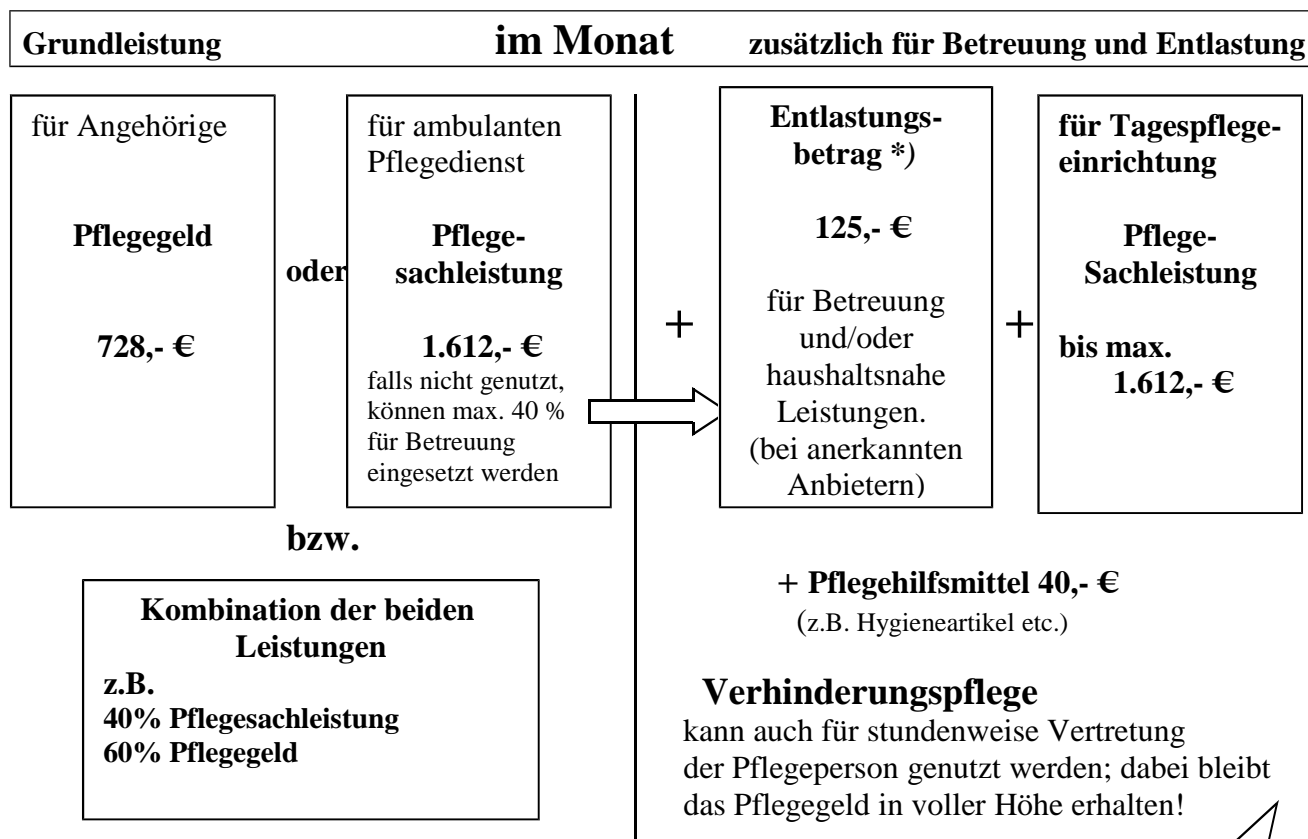 Grundleistung im Monat zusätzlich für Betreuung und Entlastung
für Angehörige
Pflegegeld
728,- €
oder
für ambulanten
Pflegedienst
Pflege-
sachleistung
1.612,- €
falls nicht genutzt,
können max. 40 %
für Betreuung
eingesetzt werden
+
Entlastungs-
betrag *)
125,- €
für Betreuung
und/oder
haushaltsnahe
Leistungen.
(bei anerkannten
Anbietern)
+
für Tagespflege-
einrichtung
Pflege-
Sachleistung
bis max.
1.612,- €
bzw.
Kombination der beiden
Leistungen
z.B.
40% Pflegesachleistung
60% Pflegegeld
+ Pflegehilfsmittel 40,- €
(z.B. Hygieneartikel etc.)
Verhinderungspflege
kann auch für stundenweise Vertretung
der Pflegeperson genutzt werden; dabei bleibt
das Pflegegeld in voller Höhe erhalten!